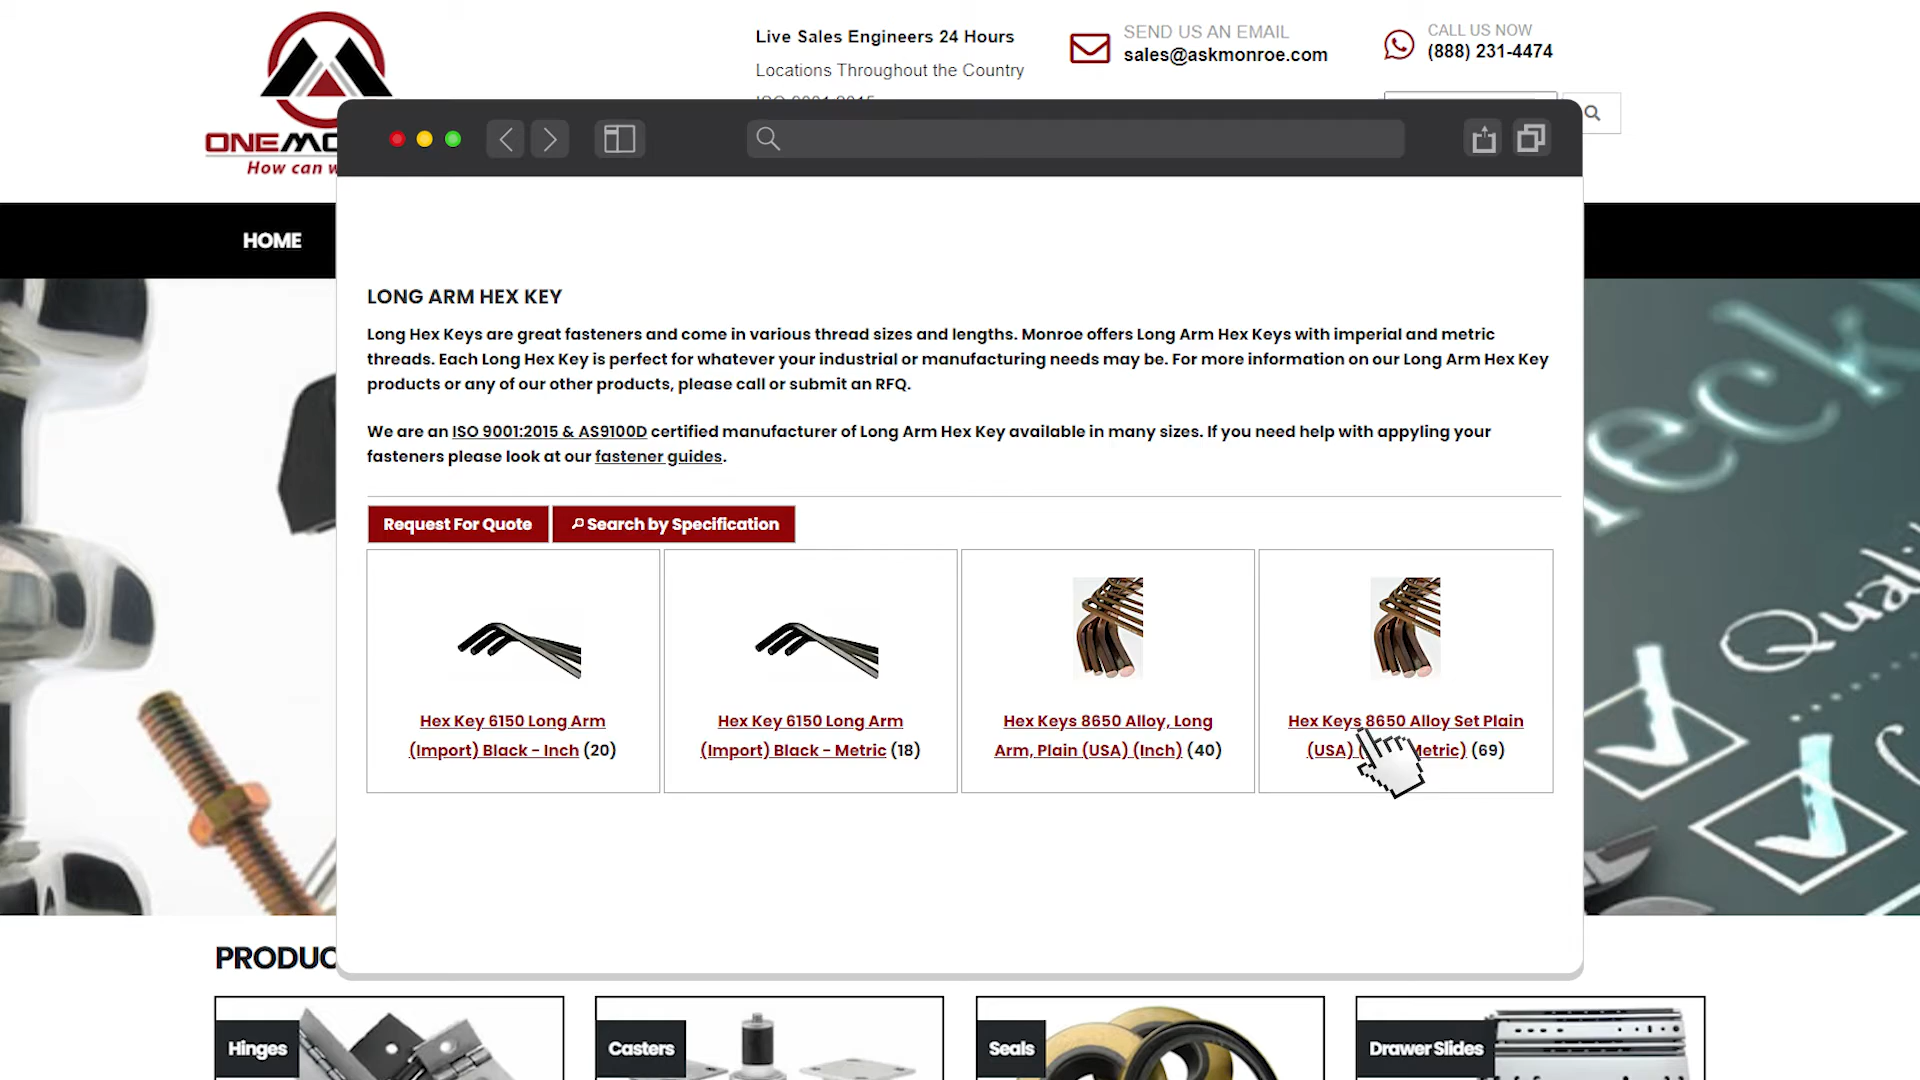 Live Sales Engineers 24 Hours
Locations Throughout the Country
SEND US AN EMAIL
sales@askmonroe.com
CALL US NOW
(888) 231-4474
HOME
LONG ARM HEX KEY
Long Hex Keys are great fasteners and come in various thread sizes and lengths. Monroe offers Long Arm Hex Keys with imperial and metric
threads. Each Long Hex Key is perfect for whatever your industrial or manufacturing needs may be. For more information on our Long Arm Hex Key
products or any of our other products, please call or submit an RFQ.
We are an ISO 9001:2015 & AS9100D certified manufacturer of Long Arm Hex Key available in many sizes. If you need help with appyling your
fasteners please look at our fastener guides.
Request For Quote
Search by Specification
Hex Key 6150 Long Arm
(Import) Black - Inch (20)
Hex Key 6150 Long Arm
(Import) Black - Metric (18)
Hex Keys 8650 Alloy, Long
Arm, Plain (USA) (Inch) (40)
Hex Keys 8650 Alloy Set Plain
(USA) Metric) (69)
Hinges
Casters
Seals
Drawer Slides